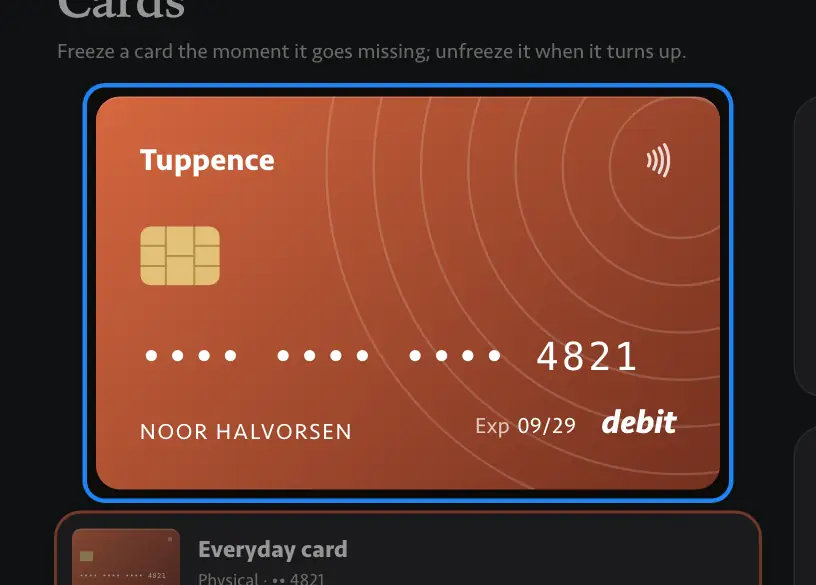 Cards
Freeze a card the moment it goes missing; unfreeze it when it turns up.
Tuppence
•••• •••• •••• 4821
NOOR HALVORSEN
Exp 09/29 debit
Everyday card
•••• •••• •••• 4821
Physical · •• 4821